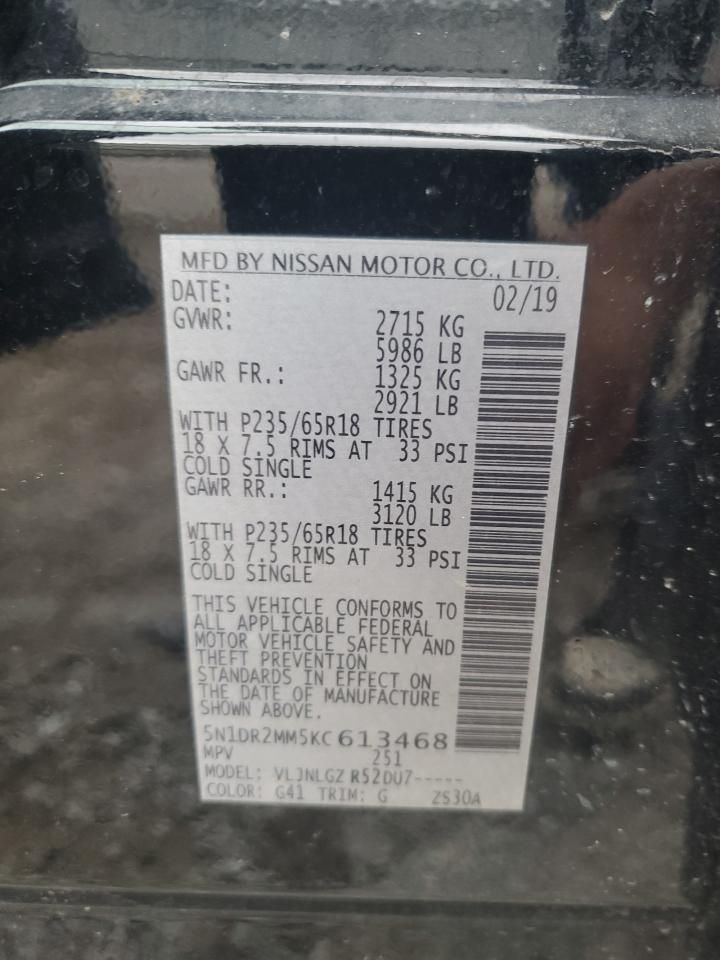 MFD BY NISSAN MOTOR CO., LTD.
DATE: 02/19
GVWR: 2715 KG
5986 LB
GAWR FR.: 1325 KG
2921 LB
WITH P235/65R18 TIRES
18 X 7.5 RIMS AT 33 PSI
COLD SINGLE
GAWR RR.: 1415 KG
3120 LB
WITH P235/65R18 TIRES
18 X 7.5 RIMS AT 33 PSI
COLD SINGLE
THIS VEHICLE CONFORMS TO
ALL APPLICABLE FEDERAL
MOTOR VEHICLE SAFETY AND
THEFT PREVENTION
STANDARDS IN EFFECT ON
THE DATE OF MANUFACTURE
SHOWN ABOVE.
5N1DR2MM5KC613468
MPV 251
MODEL: VLJNLGZ R52DU7-----
COLOR: G41 TRIM: G ZS30A